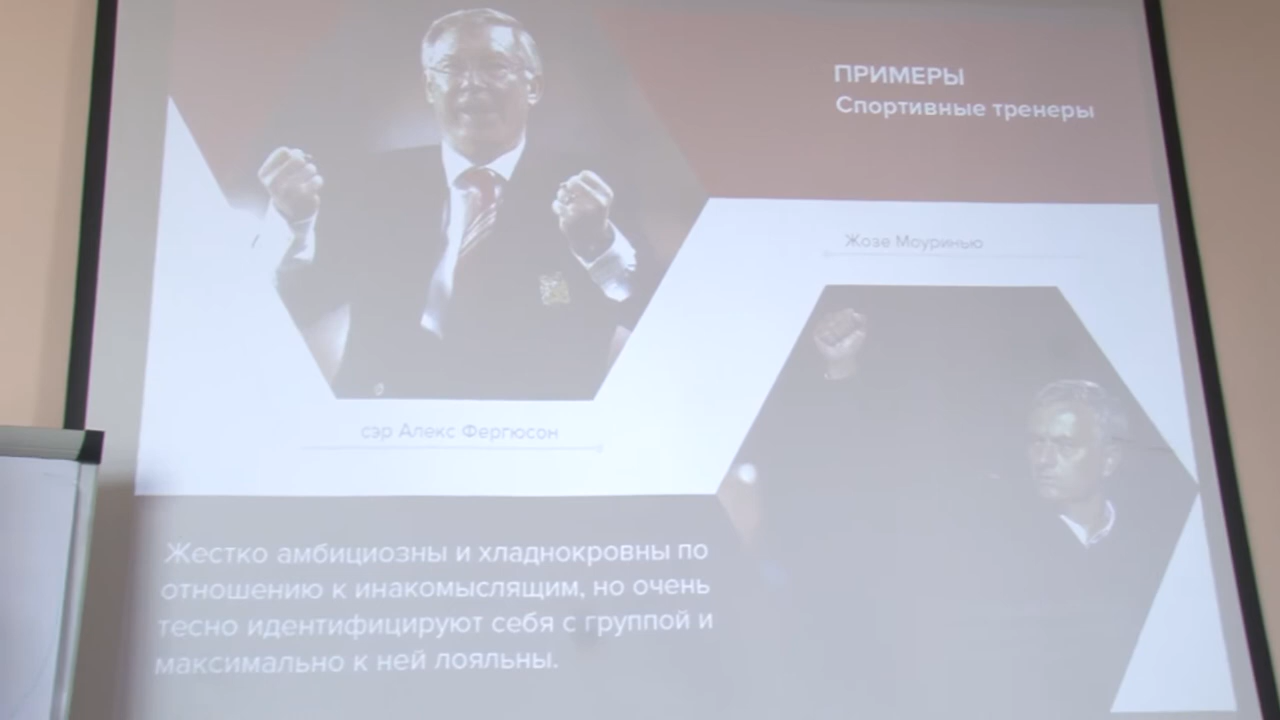 ПРИМЕРЫ
Спортивные тренеры
Жозе Моуринью
сэр Алекс Фергюсон
Жестко амбициозны и хладнокровны по
отношению к инакомыслящим, но очень
тесно идентифицируют себя с группой и
максимально к ней лояльны.